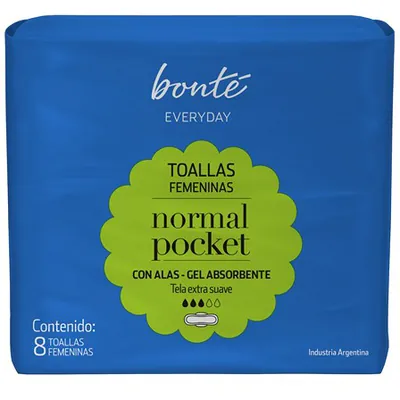 bonté
EVERYDAY
TOALLAS
FEMENINAS
normal
pocket
CON ALAS - GEL ABSORBENTE
Tela extra suave
Contenido:
8 TOALLAS
FEMENINAS
Industria Argentina